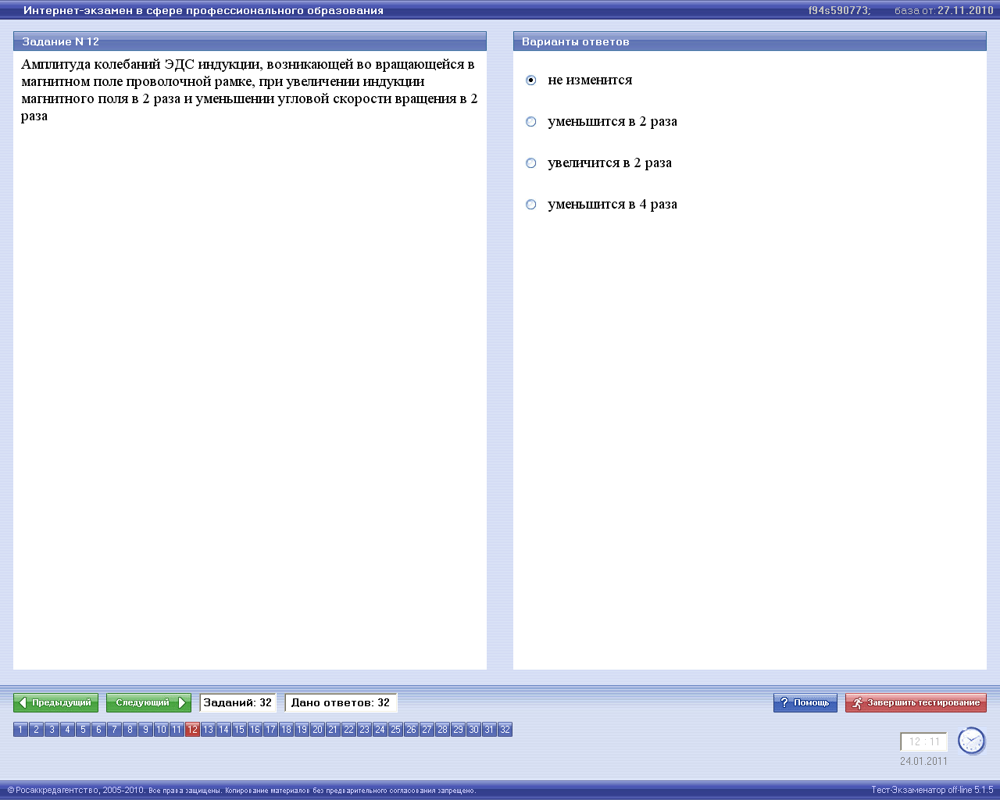 Интернет-экзамен в сфере профессионального образования
f94s590773; база от: 27.11.2010
Задание N 12
Амплитуда колебаний ЭДС индукции, возникающей во вращающейся в
магнитном поле проволочной рамке, при увеличении индукции
магнитного поля в 2 раза и уменьшении угловой скорости вращения в 2
раза
Варианты ответов
не изменится
уменьшится в 2 раза
увеличится в 2 раза
уменьшится в 4 раза
Предыдущий Следующий Заданий: 32 Дано ответов: 32 ? Помощь Завершить тестирование
1 2 3 4 5 6 7 8 9 10 11 12 13 14 15 16 17 18 19 20 21 22 23 24 25 26 27 28 29 30 31 32
12 : 11
24.01.2011
© Росаккредагентство, 2005-2010. Все права защищены. Копирование материалов без предварительного согласования запрещено.
Тест-Экзаменатор off-line 5.1.5